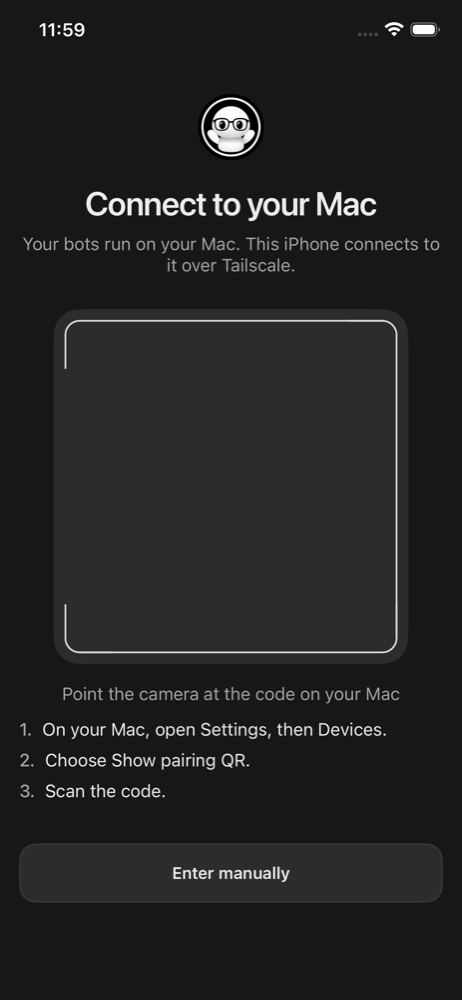 11:59
Connect to your Mac
Your bots run on your Mac. This iPhone connects to
it over Tailscale.
Point the camera at the code on your Mac
1. On your Mac, open Settings, then Devices.
2. Choose Show pairing QR.
3. Scan the code.
Enter manually